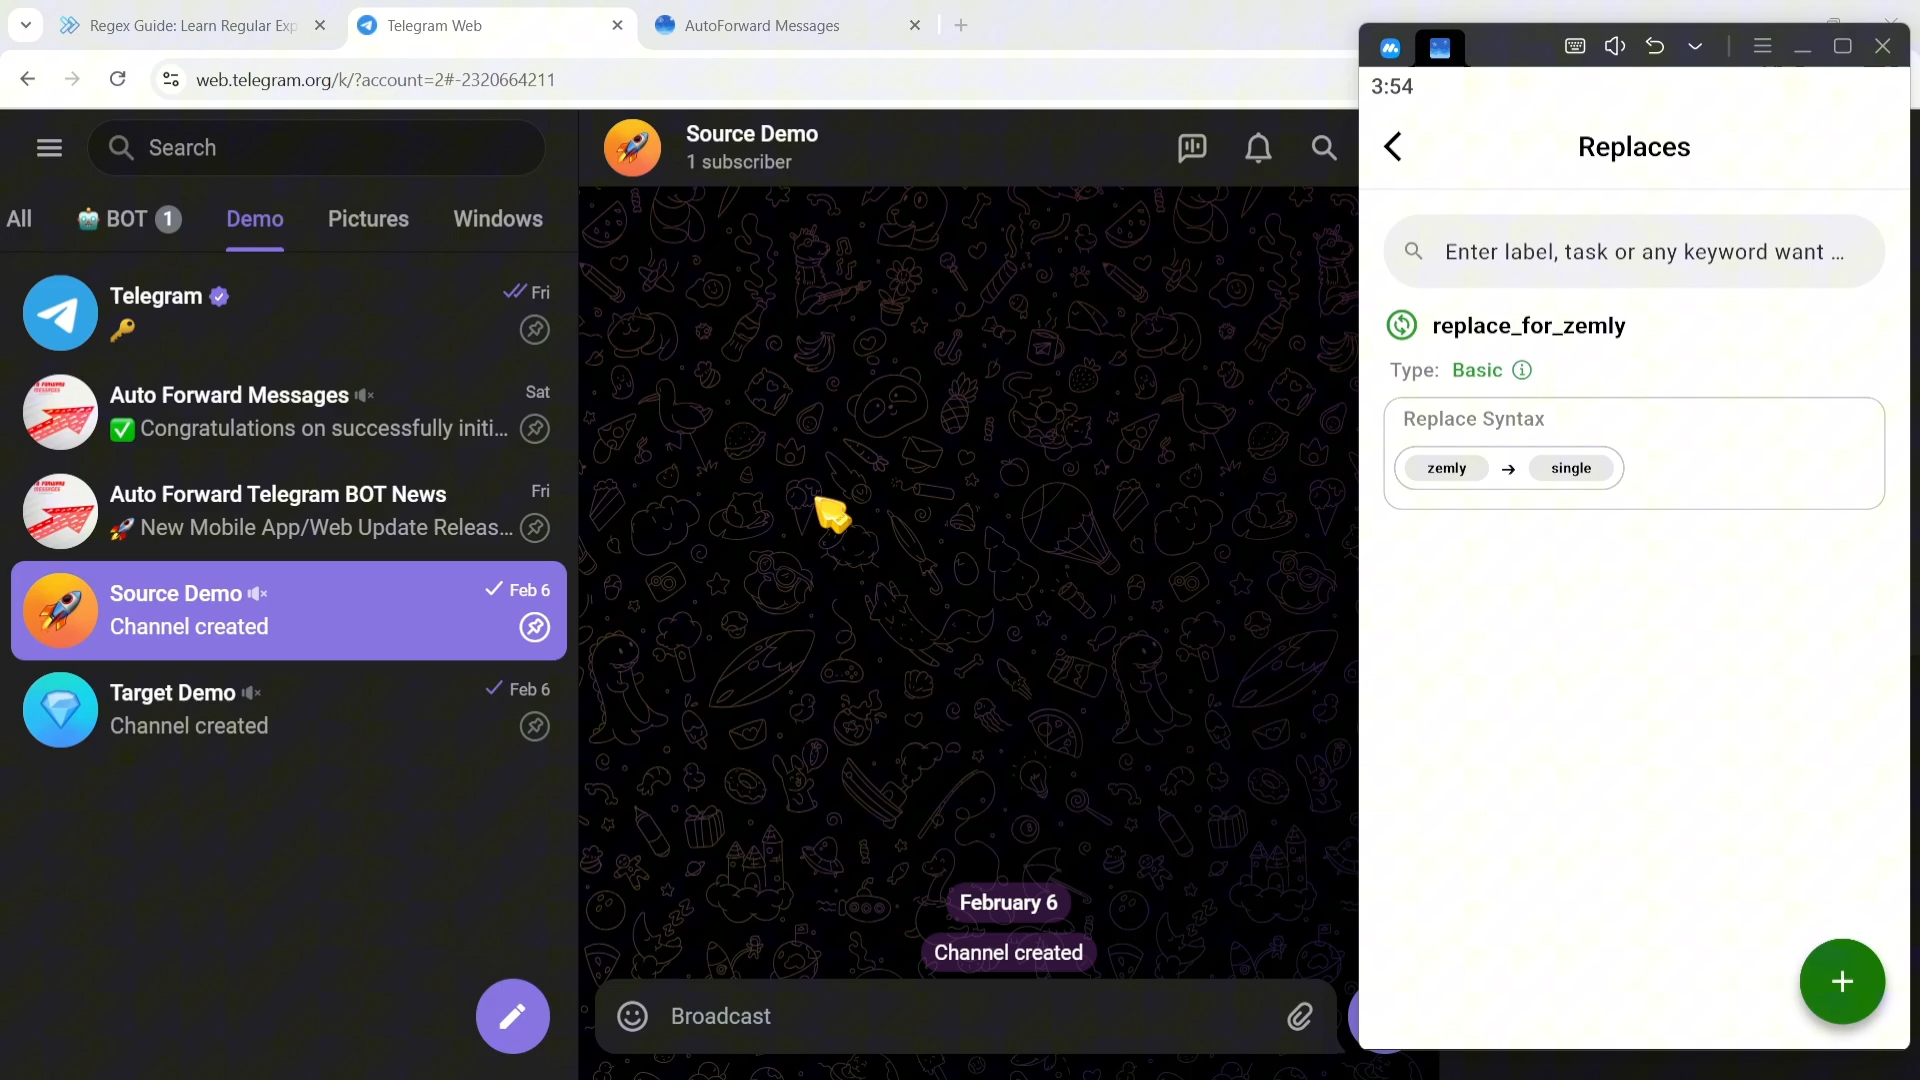 Regex Guide: Learn Regular Exp
Telegram Web
AutoForward Messages
web.telegram.org/k/?account=2#-2320664211
Search
All
BOT 1
Demo
Pictures
Windows
Telegram
Fri
Auto Forward Messages
Sat
Congratulations on successfully initi...
Auto Forward Telegram BOT News
Fri
New Mobile App/Web Update Releas...
Source Demo
Feb 6
Channel created
Target Demo
Feb 6
Channel created
Source Demo
1 subscriber
February 6
Channel created
Broadcast
3:54
Replaces
Enter label, task or any keyword want ...
replace_for_zemly
Type: Basic
Replace Syntax
zemly → single